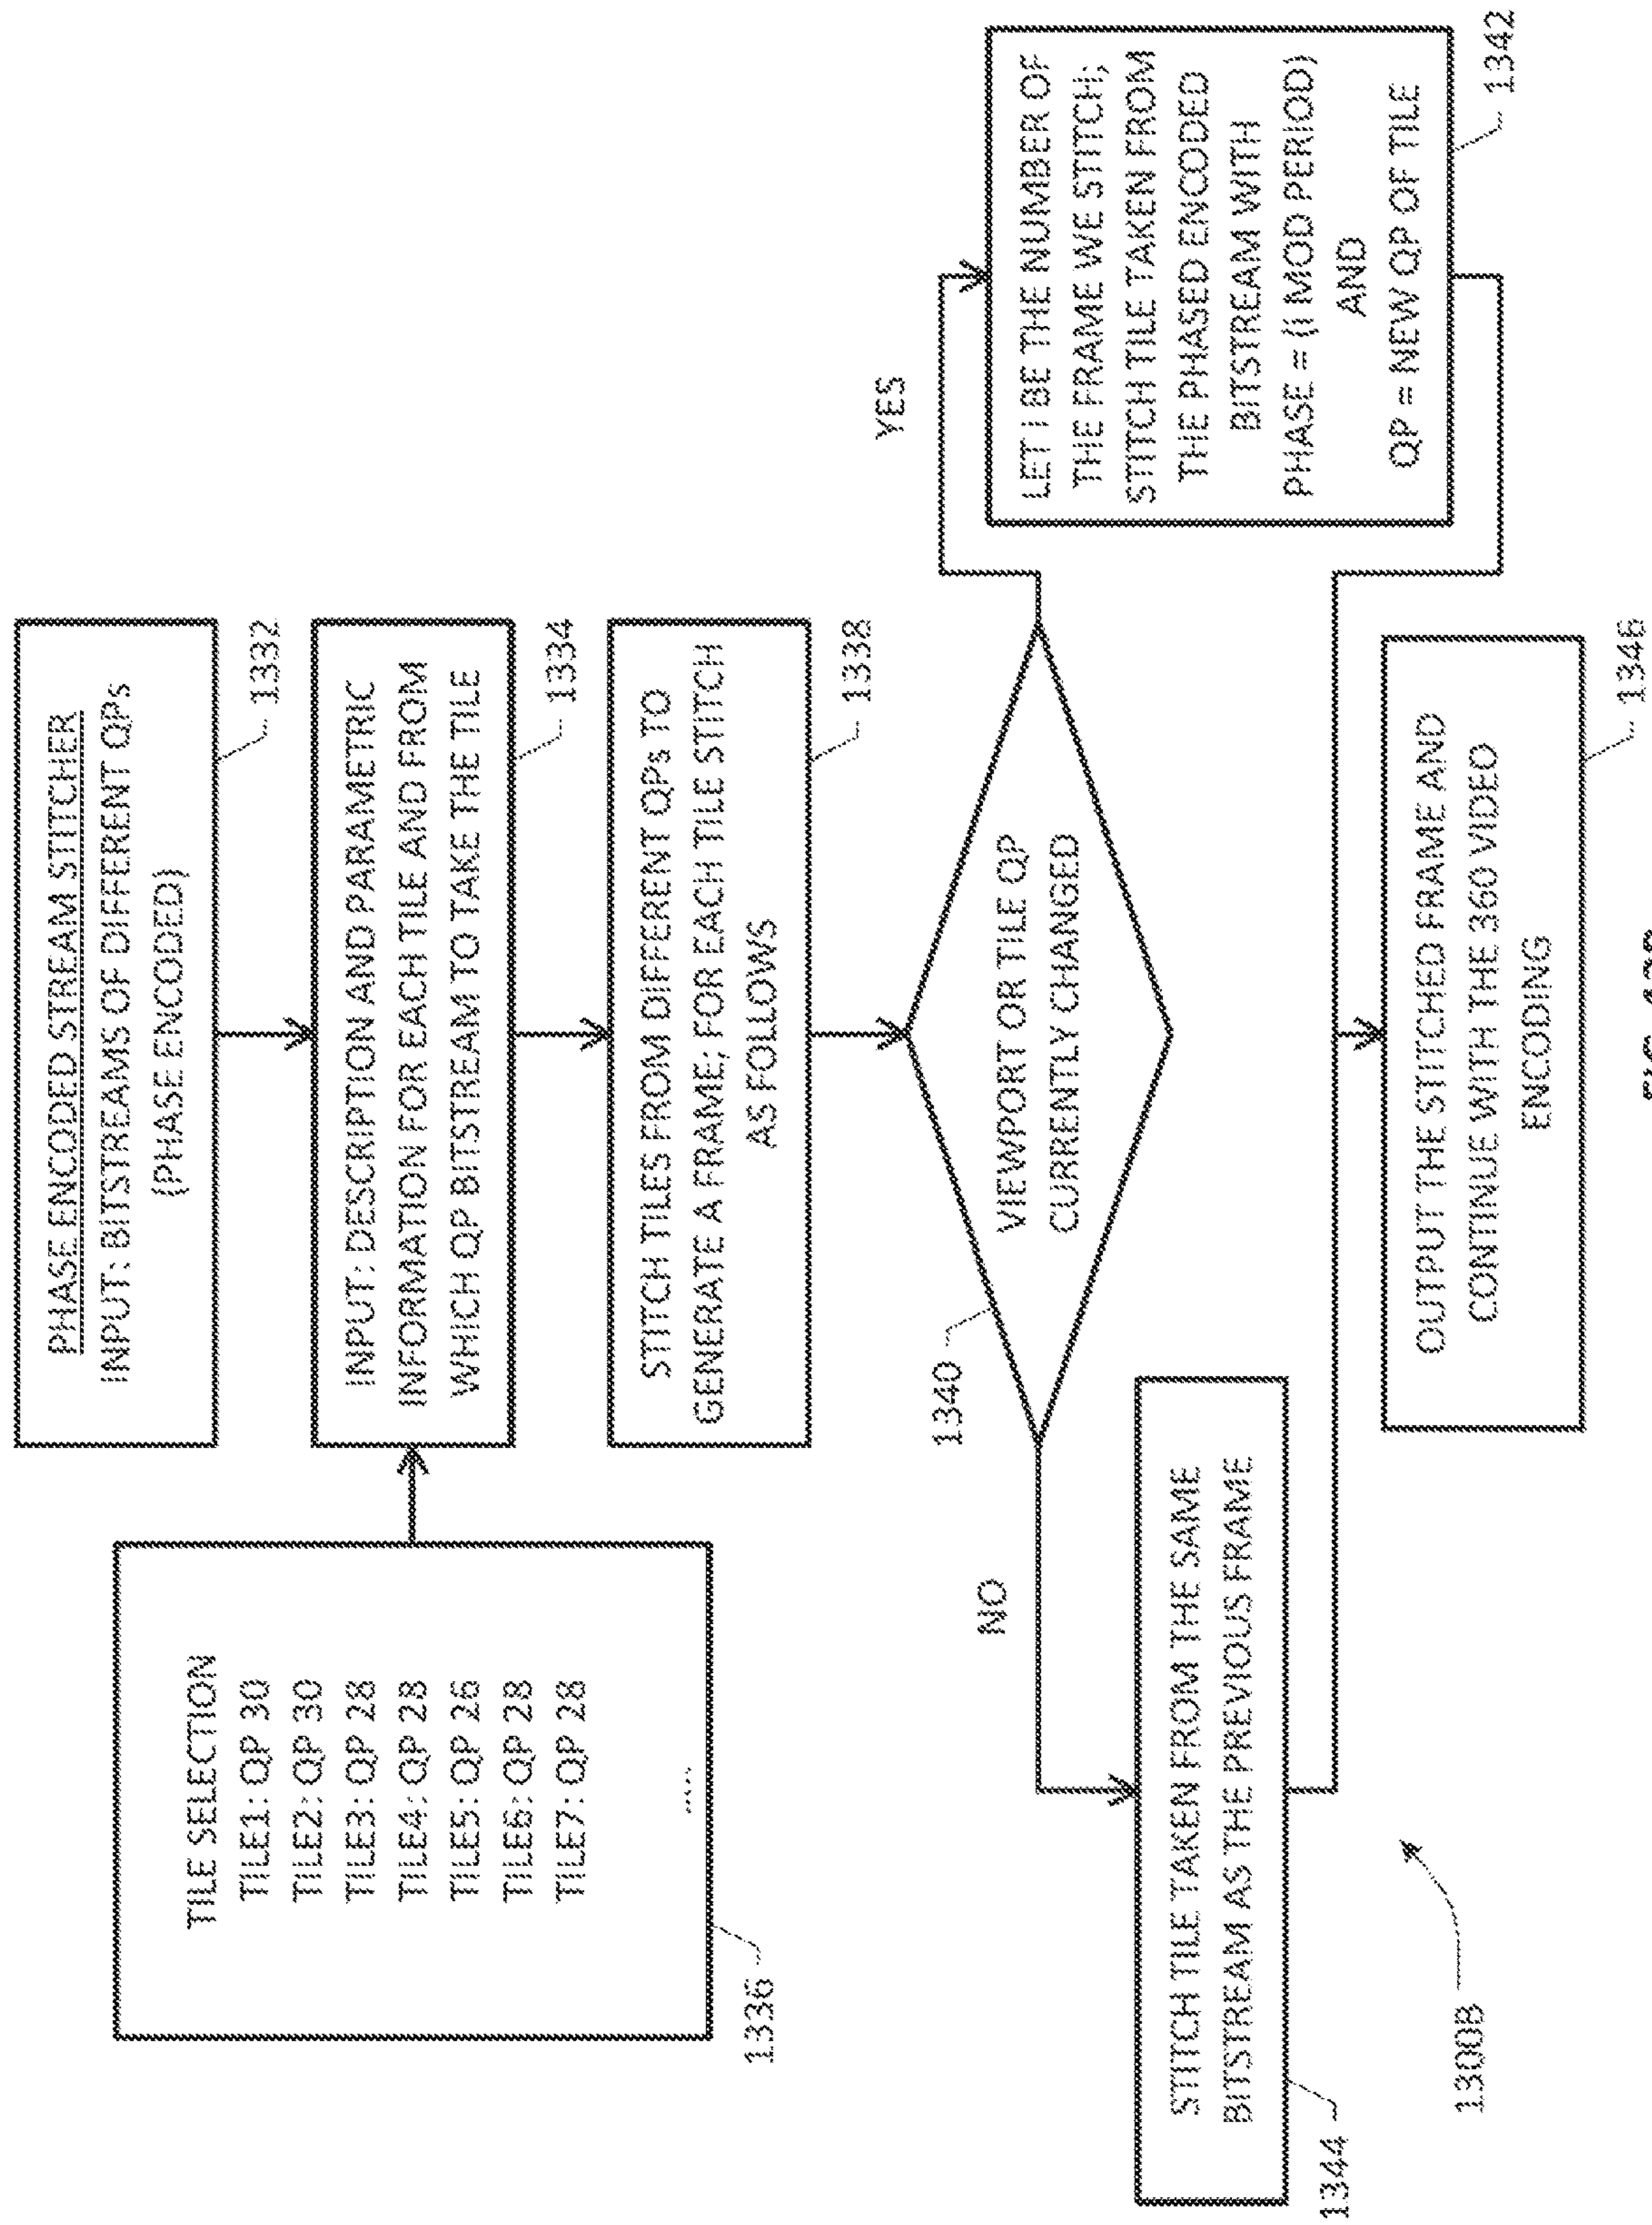 PHASE ENCODED STREAM STITCHER
INPUT: BITSTREAMS OF DIFFERENT QPs
(PHASE ENCODED)
1332
TILE SELECTION
TILE1: QP 30
TILE2: QP 30
TILE3: QP 28
TILE4: QP 28
TILE5: QP 26
TILE6: QP 28
TILE7: QP 28
.....
1336
INPUT: DESCRIPTION AND PARAMETRIC
INFORMATION FOR EACH TILE AND FROM
WHICH QP BITSTREAM TO TAKE THE TILE
1334
STITCH TILES FROM DIFFERENT QPs TO
GENERATE A FRAME; FOR EACH TILE STITCH
AS FOLLOWS
1338
1340
VIEWPORT OR TILE QP
CURRENTLY CHANGED
NO
YES
STITCH TILE TAKEN FROM THE SAME
BITSTREAM AS THE PREVIOUS FRAME
1344
LET I BE THE NUMBER OF
THE FRAME WE STITCH;
STITCH TILE TAKEN FROM
THE PHASED ENCODED
BITSTREAM WITH
PHASE = (I MOD PERIOD)
AND
QP = NEW QP OF TILE
1342
OUTPUT THE STITCHED FRAME AND
CONTINUE WITH THE 360 VIDEO
ENCODING
1346
1300B